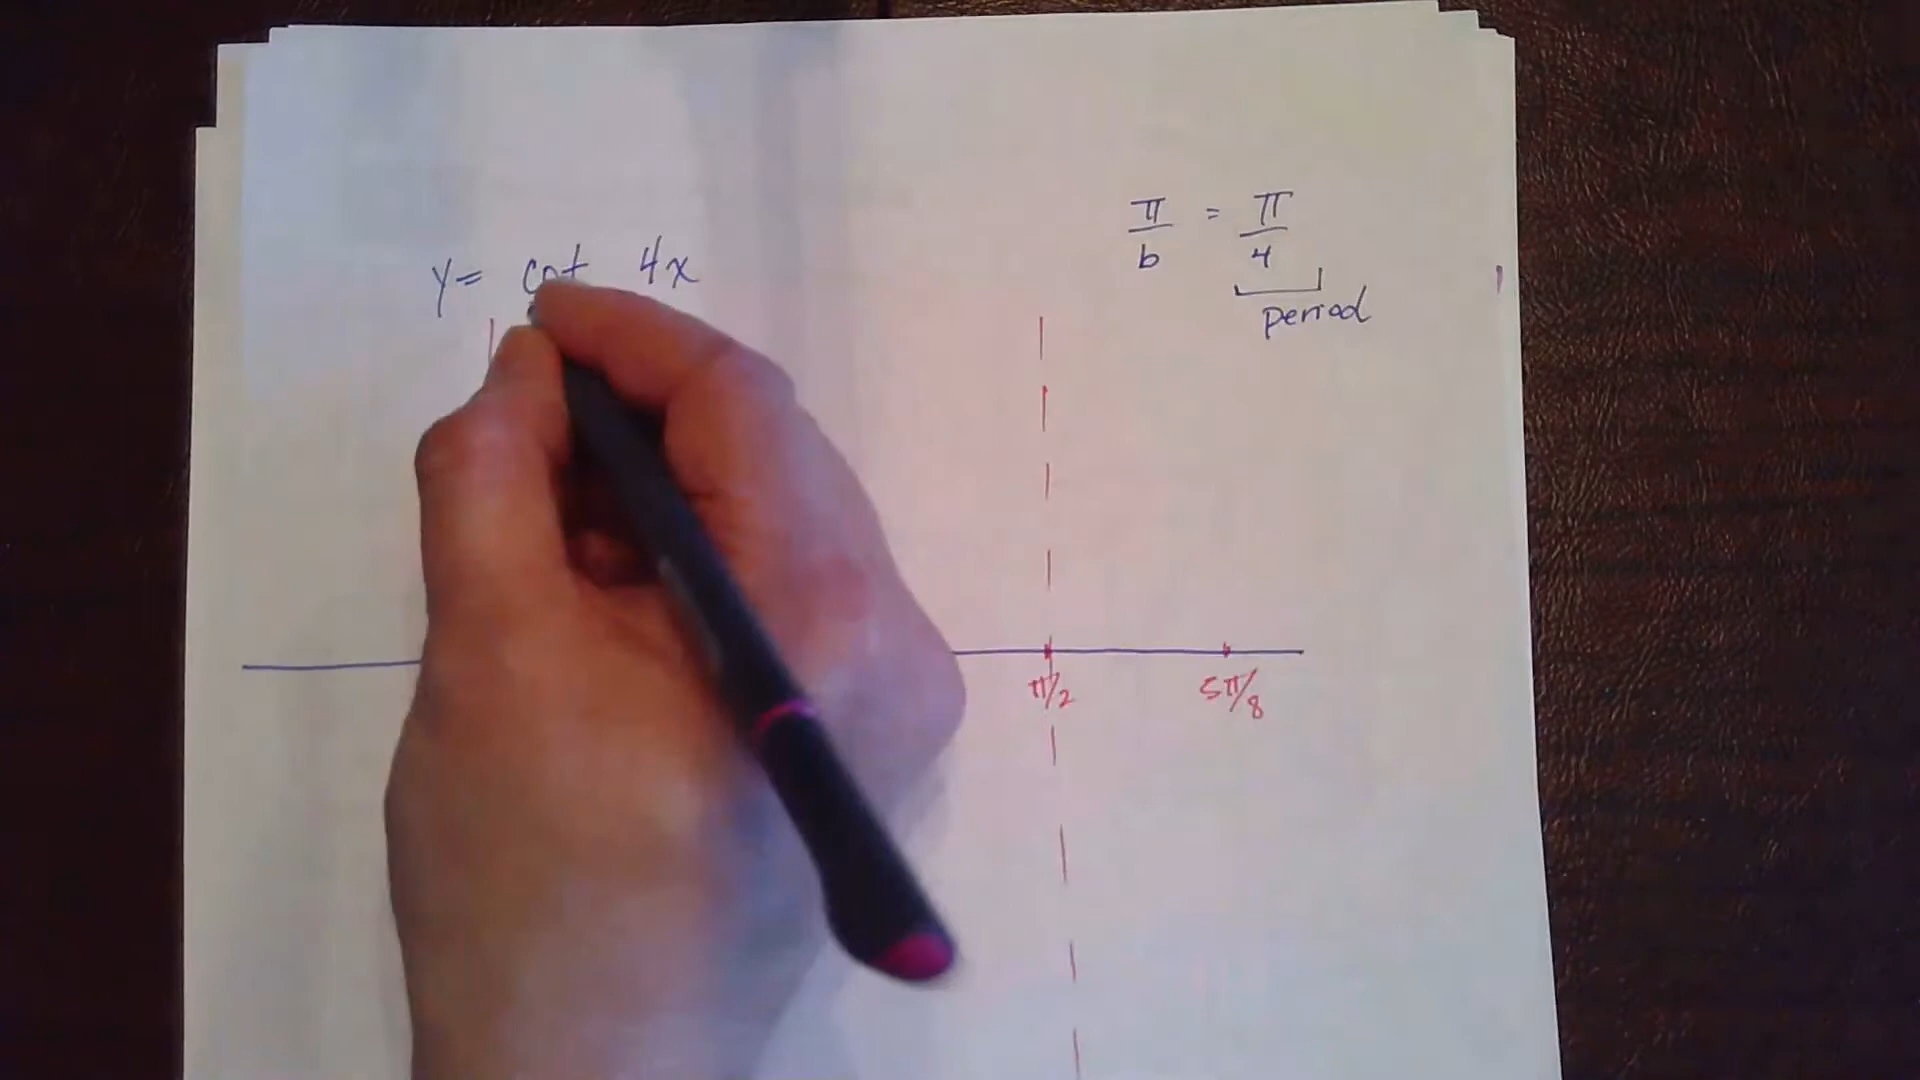 π/b = π/4
y = cot 4x
period
π/2
5π/8